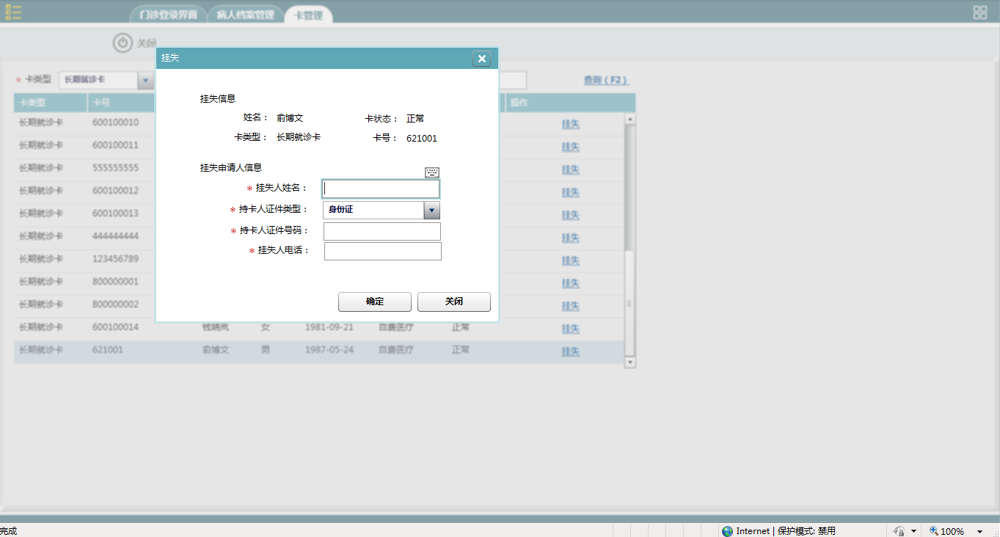 门诊登录界面 病人档案管理 卡管理
关闭
* 卡类型 长期就诊卡 查询（F2）
卡类型 卡号 操作
长期就诊卡 600100010 挂失
长期就诊卡 600100011 挂失
长期就诊卡 555555555 挂失
长期就诊卡 600100012 挂失
长期就诊卡 600100013 挂失
长期就诊卡 444444444 挂失
长期就诊卡 123456789 挂失
长期就诊卡 800000001 挂失
长期就诊卡 800000002 挂失
长期就诊卡 600100014 钱晴岚 女 1981-09-21 自费医疗 正常 挂失
长期就诊卡 621001 俞博文 男 1987-05-24 自费医疗 正常 挂失
挂失
挂失信息
姓名： 俞博文 卡状态： 正常
卡类型： 长期就诊卡 卡号： 621001
挂失申请人信息
* 挂失人姓名：
* 持卡人证件类型： 身份证
* 持卡人证件号码：
* 挂失人电话：
确定 关闭
完成 Internet | 保护模式: 禁用 100%